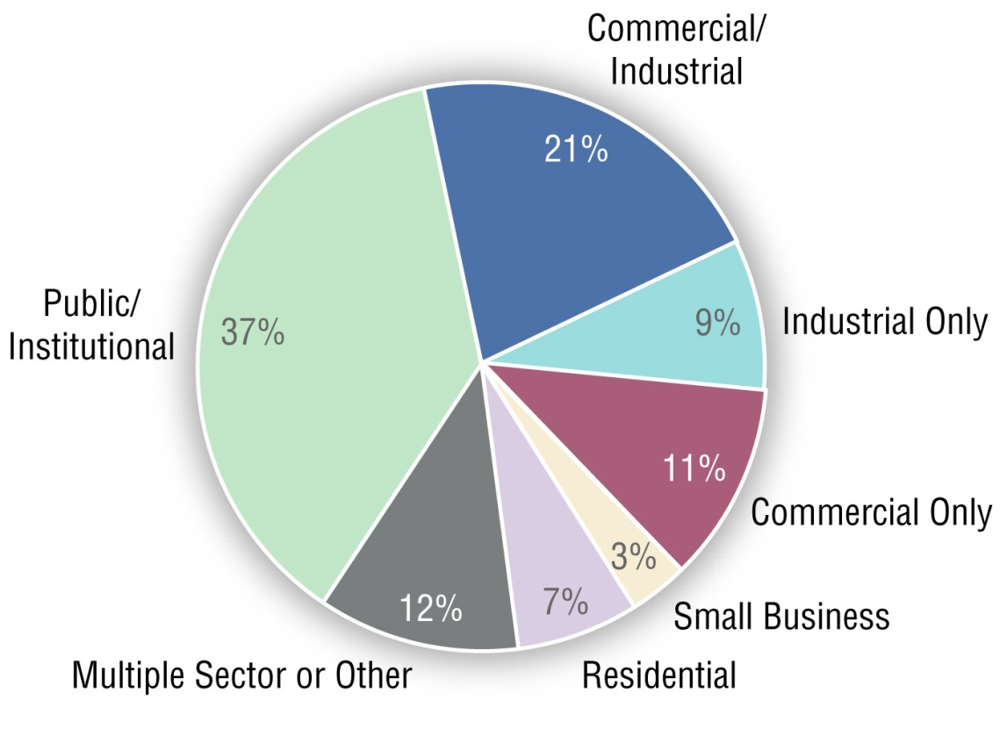 Commercial/
Industrial
21%
Public/
Institutional
37%
9%
Industrial Only
11%
Commercial Only
3%
Small Business
7%
Residential
12%
Multiple Sector or Other